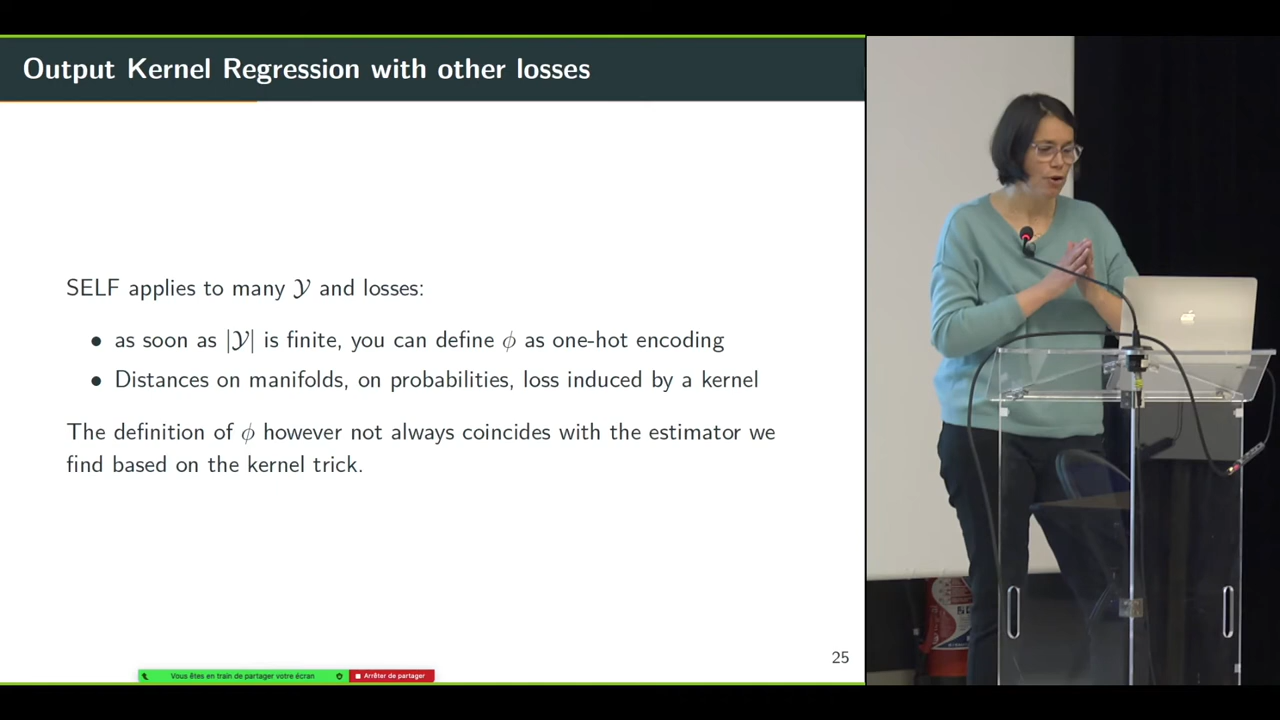 Output Kernel Regression with other losses
SELF applies to many 𝒴 and losses:
• as soon as |𝒴| is finite, you can define ϕ as one-hot encoding
• Distances on manifolds, on probabilities, loss induced by a kernel
The definition of ϕ however not always coincides with the estimator we
find based on the kernel trick.
25
Vous êtes en train de partager votre écran
Arrêter de partager